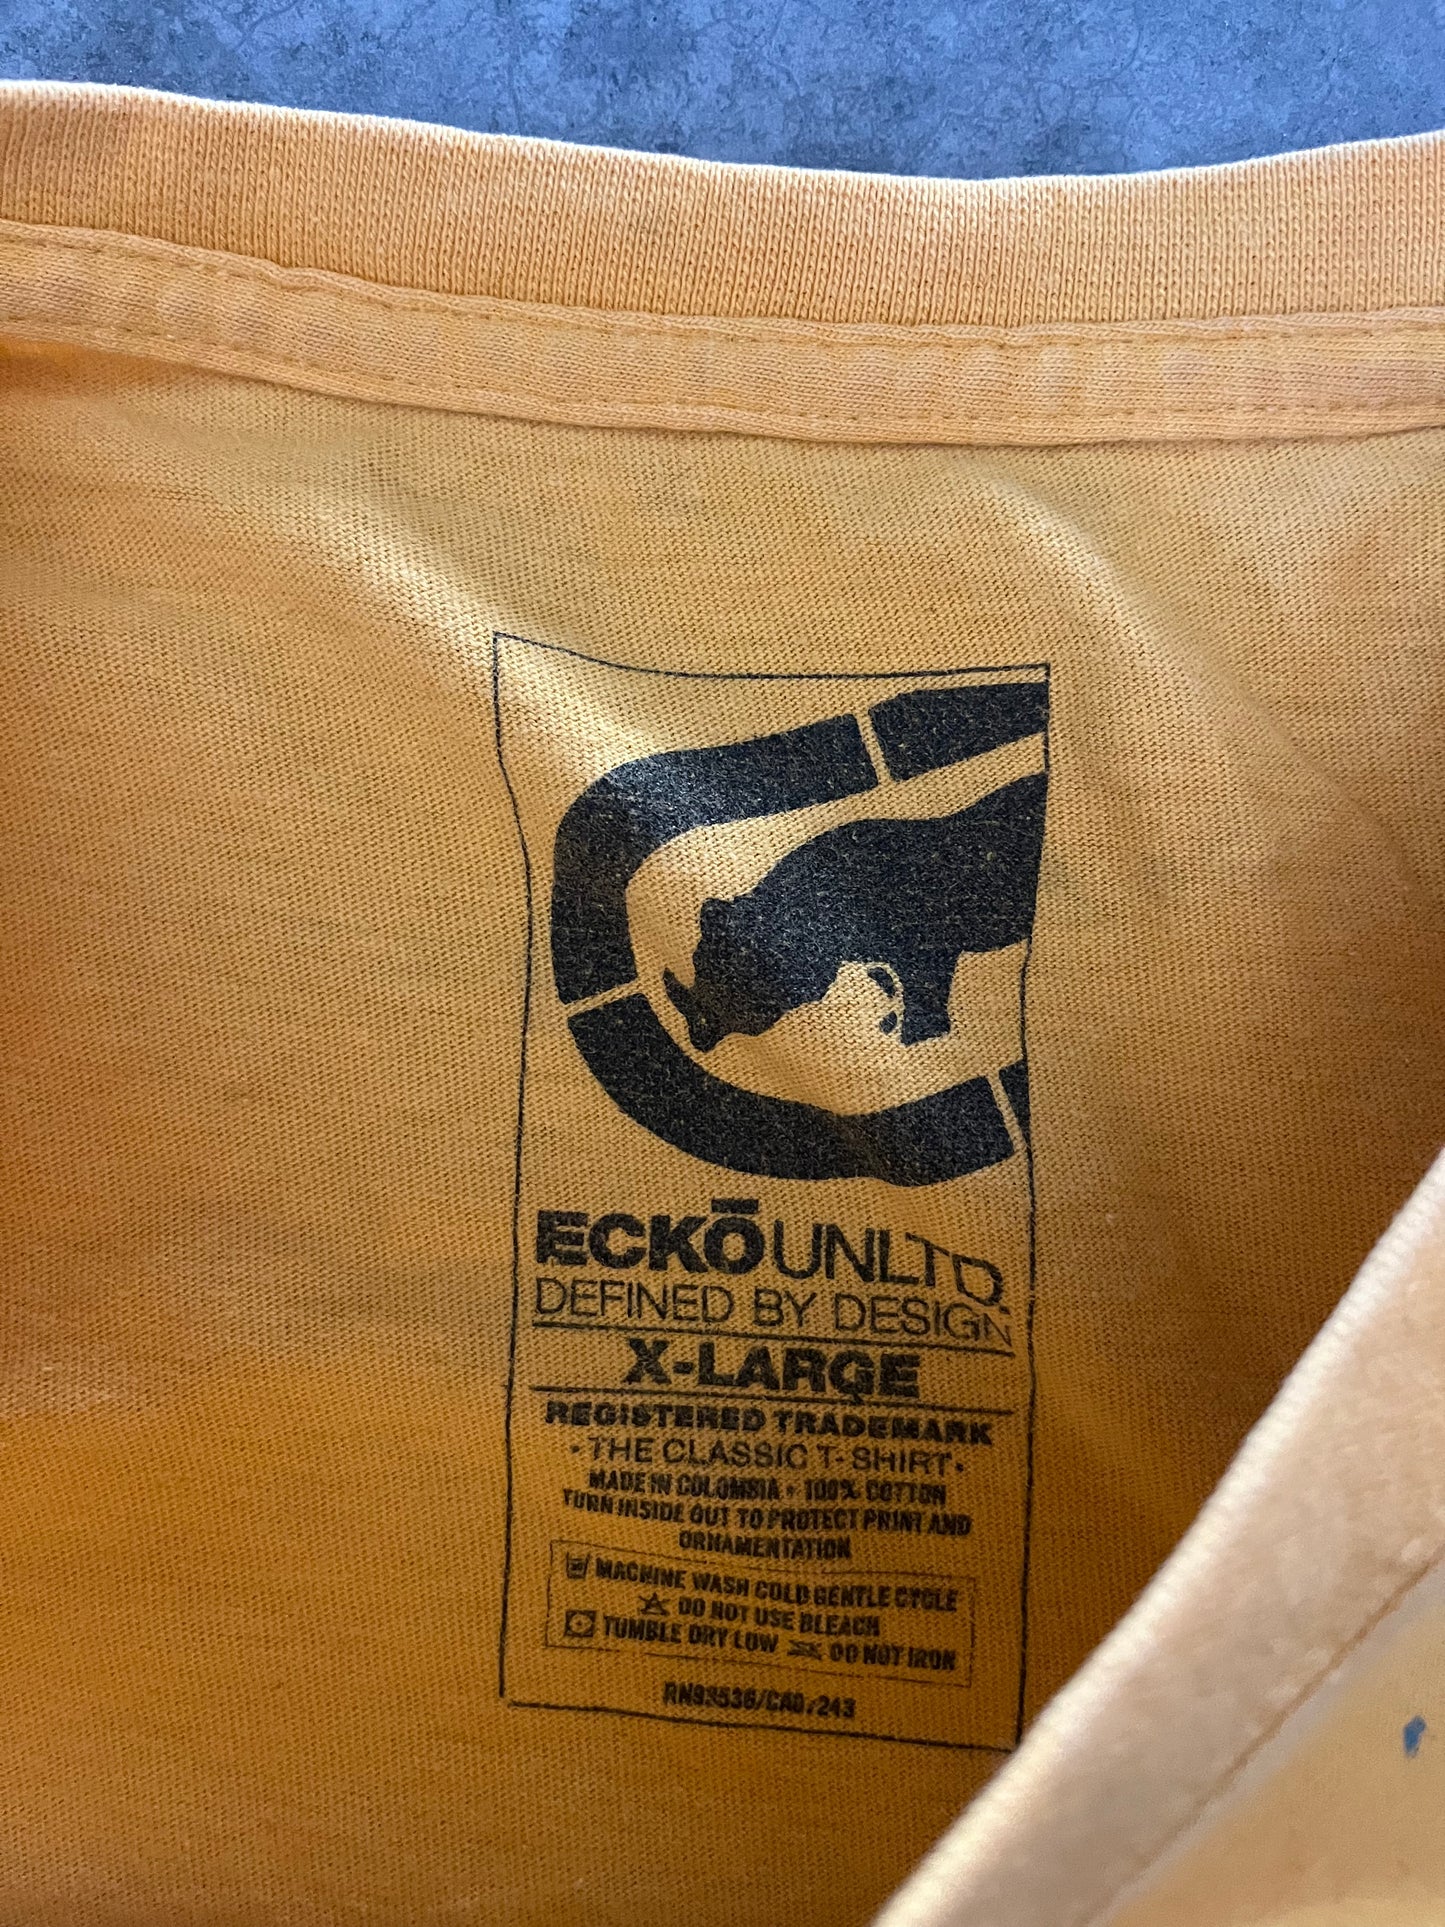 ECKŌ UNLTD.
DEFINED BY DESIGN
X-LARGE
REGISTERED TRADEMARK
• THE CLASSIC T-SHIRT •
MADE IN COLOMBIA • 100% COTTON
TURN INSIDE OUT TO PROTECT PRINT AND
ORNAMENTATION
MACHINE WASH COLD GENTLE CYCLE
DO NOT USE BLEACH
TUMBLE DRY LOW DO NOT IRON